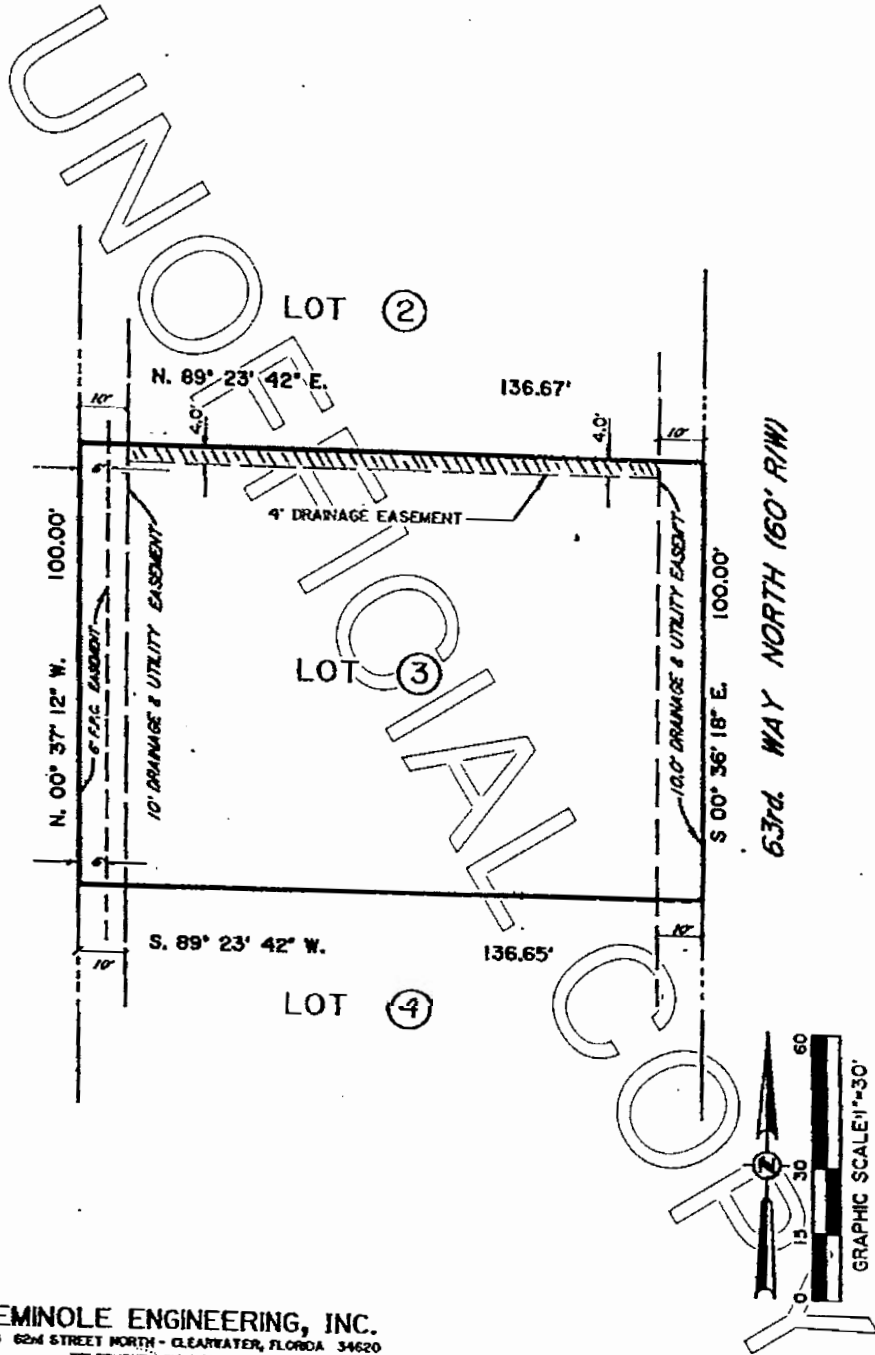 UNOFFICIAL COPY
LOT 2
N. 89° 23' 42" E.
136.67'
10'
4.0'
4.0'
10'
6'
4' DRAINAGE EASEMENT
N. 00° 37' 12" W. 100.00'
6' F.P.C. EASEMENT
10' DRAINAGE & UTILITY EASEMENT
LOT 3
10.0' DRAINAGE & UTILITY EASEM'T
S 00° 36' 18" E. 100.00'
63rd. WAY NORTH (60' R/W)
6'
10'
S. 89° 23' 42" W.
136.65'
10'
LOT 4
N
0 15 30 60
GRAPHIC SCALE:1"=30'
EMINOLE ENGINEERING, INC.
62nd STREET NORTH - CLEARWATER, FLORIDA 34620